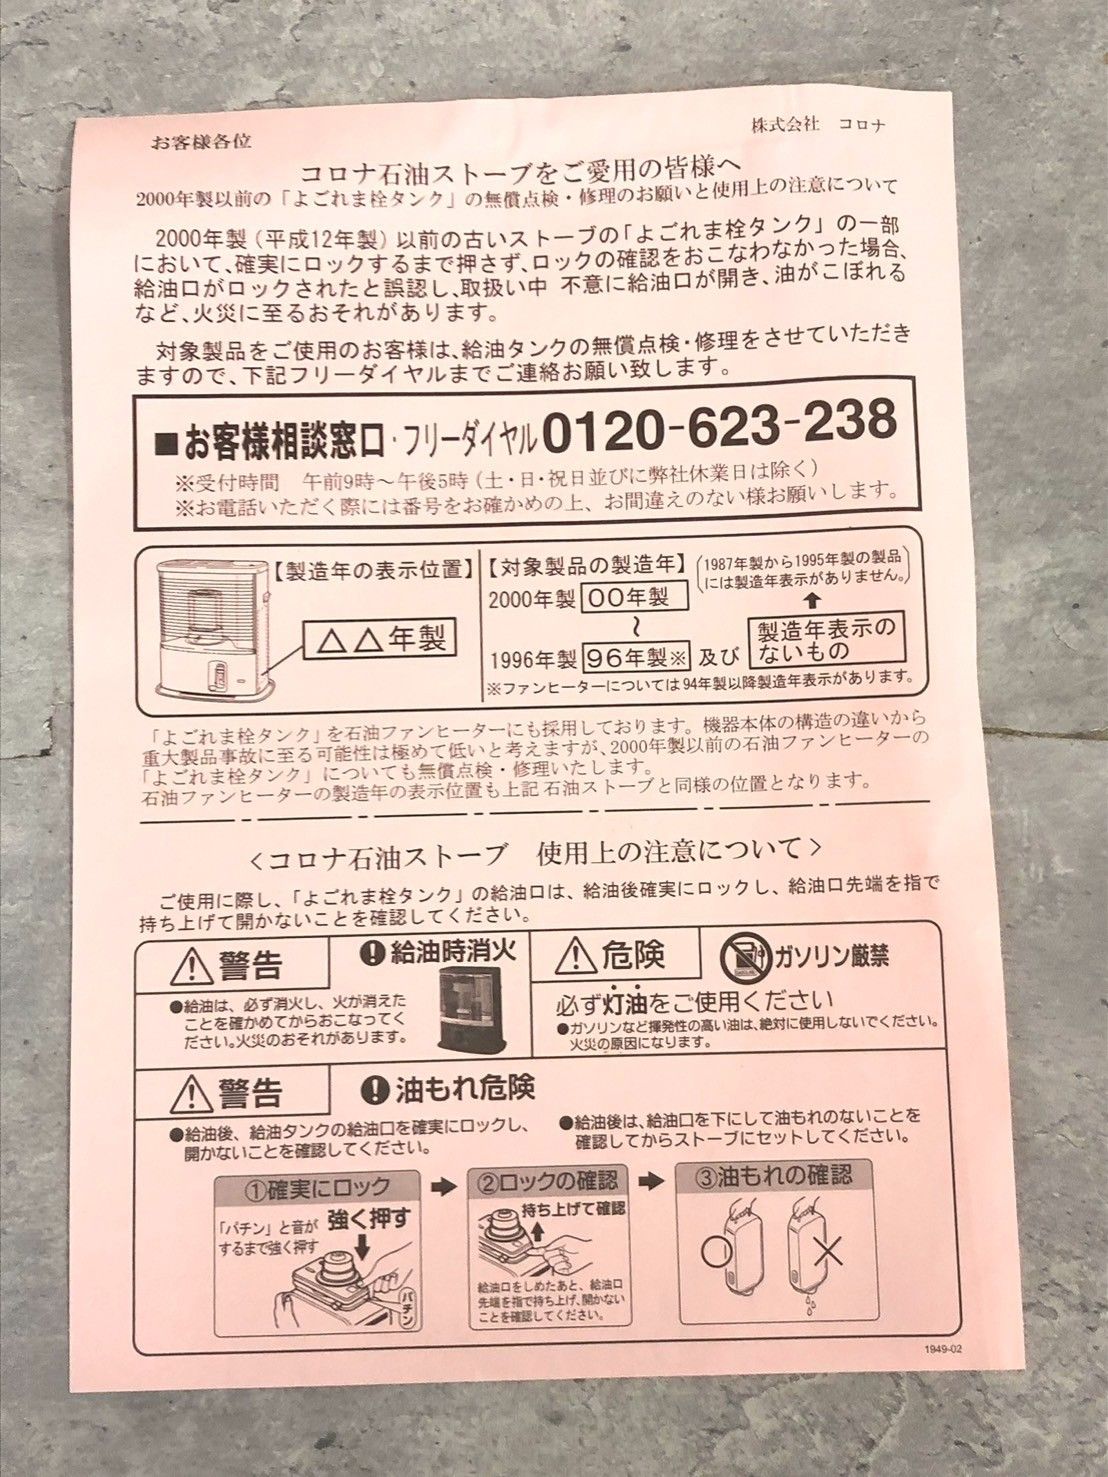 お客様各位
株式会社 コロナ
コロナ石油ストーブをご愛用の皆様へ
2000年製以前の「よごれま栓タンク」の無償点検・修理のお願いと使用上の注意について
2000年製（平成12年製）以前の古いストーブの「よごれま栓タンク」の一部
において、確実にロックするまで押さず、ロックの確認をおこなわなかった場合、
給油口がロックされたと誤認し、取扱い中 不意に給油口が開き、油がこぼれる
など、火災に至るおそれがあります。
対象製品をご使用のお客様は、給油タンクの無償点検・修理をさせていただき
ますので、下記フリーダイヤルまでご連絡お願い致します。
■お客様相談窓口・フリーダイヤル0120-623-238
※受付時間 午前9時～午後5時（土・日・祝日並びに弊社休業日は除く）
※お電話いただく際には番号をお確かめの上、お間違えのない様お願いします。
【製造年の表示位置】
△△年製
【対象製品の製造年】
（1987年製から1995年製の製品
には製造年表示がありません。）
2000年製 00年製
～
1996年製 96年製※ 及び 製造年表示の
ないもの
※ファンヒーターについては94年製以降製造年表示があります。
「よごれま栓タンク」を石油ファンヒーターにも採用しております。機器本体の構造の違いから
重大製品事故に至る可能性は極めて低いと考えますが、2000年製以前の石油ファンヒーターの
「よごれま栓タンク」についても無償点検・修理いたします。
石油ファンヒーターの製造年の表示位置も上記 石油ストーブと同様の位置となります。
＜コロナ石油ストーブ 使用上の注意について＞
ご使用に際し、「よごれま栓タンク」の給油口は、給油後確実にロックし、給油口先端を指で
持ち上げて開かないことを確認してください。
警告
給油時消火
●給油は、必ず消火し、火が消えた
ことを確かめてからおこなってく
ださい。火災のおそれがあります。
危険
ガソリン厳禁
必ず灯油をご使用ください
●ガソリンなど揮発性の高い油は、絶対に使用しないでください。
火災の原因になります。
警告
油もれ危険
●給油後、給油タンクの給油口を確実にロックし、
開かないことを確認してください。
●給油後は、給油口を下にして油もれのないことを
確認してからストーブにセットしてください。
①確実にロック
「パチン」と音が
するまで強く押す
強く押す
パチン
②ロックの確認
持ち上げて確認
給油口をしめたあと、給油口
先端を指で持ち上げ、開かない
ことを確認してください。
③油もれの確認
1949-02